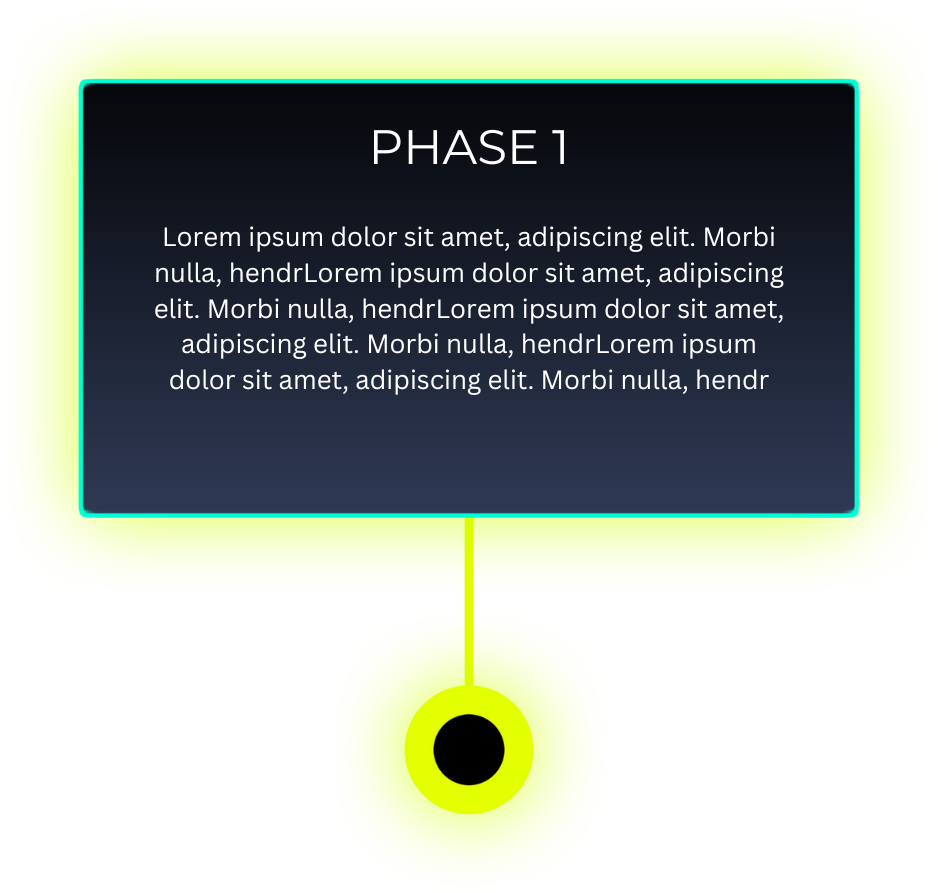 PHASE 1
Lorem ipsum dolor sit amet, adipiscing elit. Morbi
nulla, hendrLorem ipsum dolor sit amet, adipiscing
elit. Morbi nulla, hendrLorem ipsum dolor sit amet,
adipiscing elit. Morbi nulla, hendrLorem ipsum
dolor sit amet, adipiscing elit. Morbi nulla, hendr